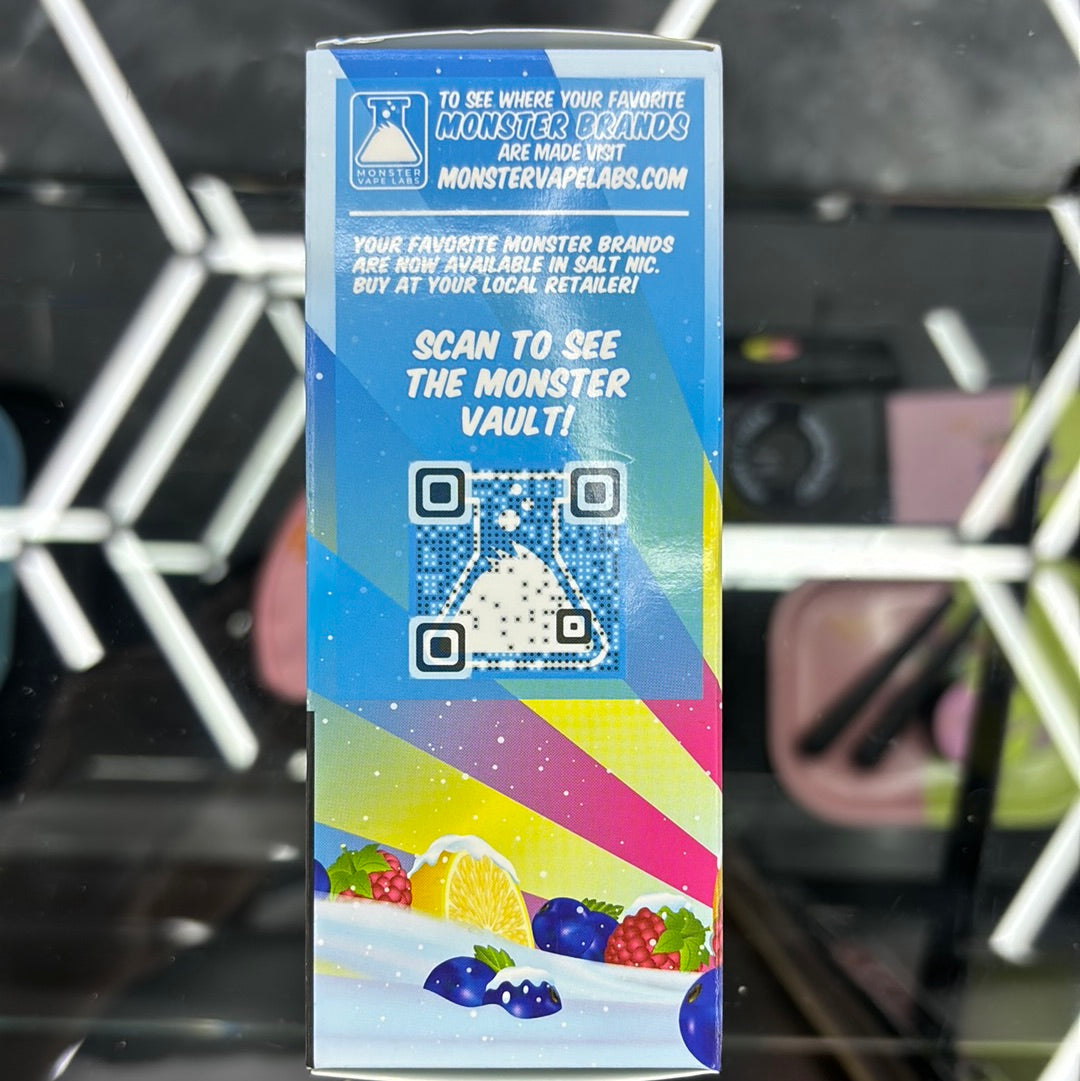 MONSTER
VAPE LABS
TO SEE WHERE YOUR FAVORITE
MONSTER BRANDS
ARE MADE VISIT
MONSTERVAPELABS.COM
YOUR FAVORITE MONSTER BRANDS
ARE NOW AVAILABLE IN SALT NIC.
BUY AT YOUR LOCAL RETAILER!
SCAN TO SEE
THE MONSTER
VAULT!